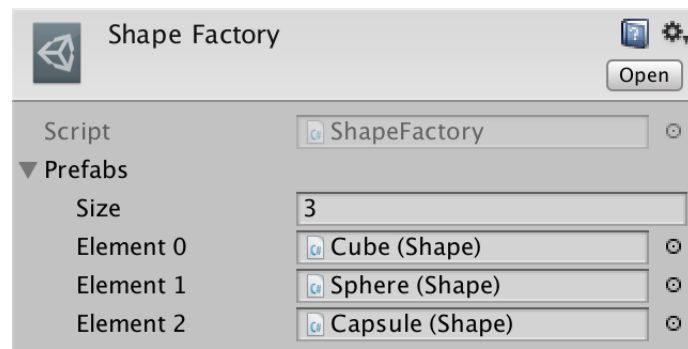 Shape Factory
Open
Script ShapeFactory
Prefabs
Size 3
Element 0 Cube (Shape)
Element 1 Sphere (Shape)
Element 2 Capsule (Shape)